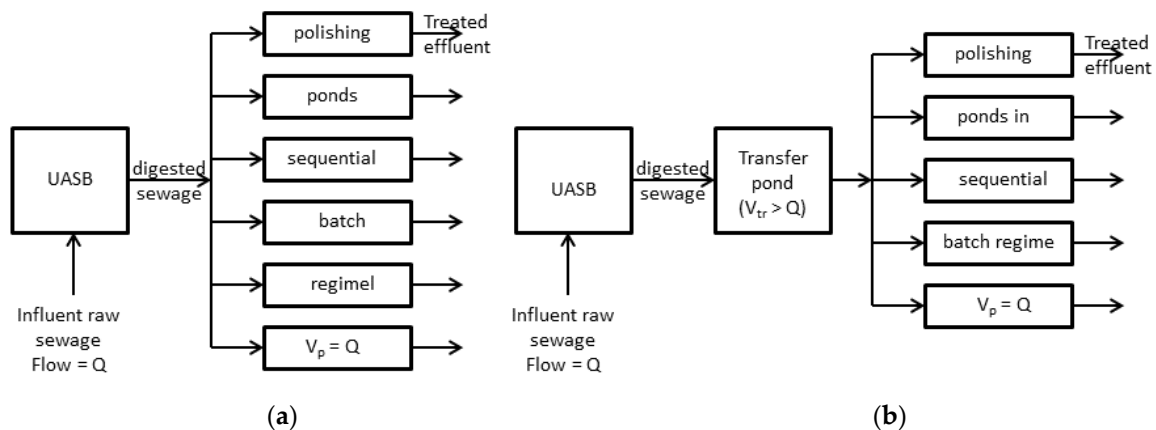 polishing
Treated
effluent
ponds
sequential
UASB
digested
sewage
batch
regimel
Vp = Q
Influent raw
sewage
Flow = Q
(a)
polishing
Treated
effluent
ponds in
UASB
digested
sewage
Transfer
pond
(Vtr > Q)
sequential
batch regime
Vp = Q
Influent raw
sewage
Flow = Q
(b)